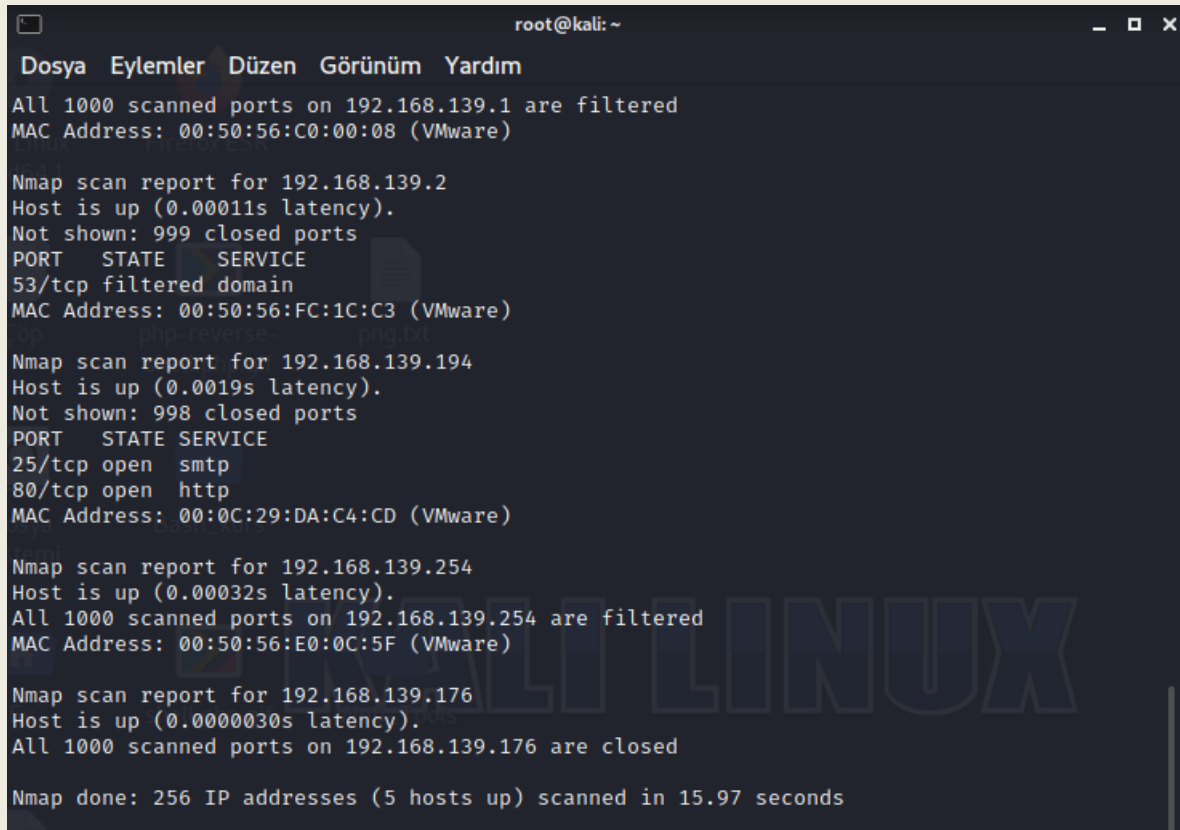 root@kali: ~
Dosya Eylemler Düzen Görünüm Yardım
All 1000 scanned ports on 192.168.139.1 are filtered
MAC Address: 00:50:56:C0:00:08 (VMware)
Nmap scan report for 192.168.139.2
Host is up (0.00011s latency).
Not shown: 999 closed ports
PORT STATE SERVICE
53/tcp filtered domain
MAC Address: 00:50:56:FC:1C:C3 (VMware)
Nmap scan report for 192.168.139.194
Host is up (0.0019s latency).
Not shown: 998 closed ports
PORT STATE SERVICE
25/tcp open smtp
80/tcp open http
MAC Address: 00:0C:29:DA:C4:CD (VMware)
Nmap scan report for 192.168.139.254
Host is up (0.00032s latency).
All 1000 scanned ports on 192.168.139.254 are filtered
MAC Address: 00:50:56:E0:0C:5F (VMware)
Nmap scan report for 192.168.139.176
Host is up (0.0000030s latency).
All 1000 scanned ports on 192.168.139.176 are closed
Nmap done: 256 IP addresses (5 hosts up) scanned in 15.97 seconds
Firefox ESR
php-reverse-
png.txt
KALI LINUX